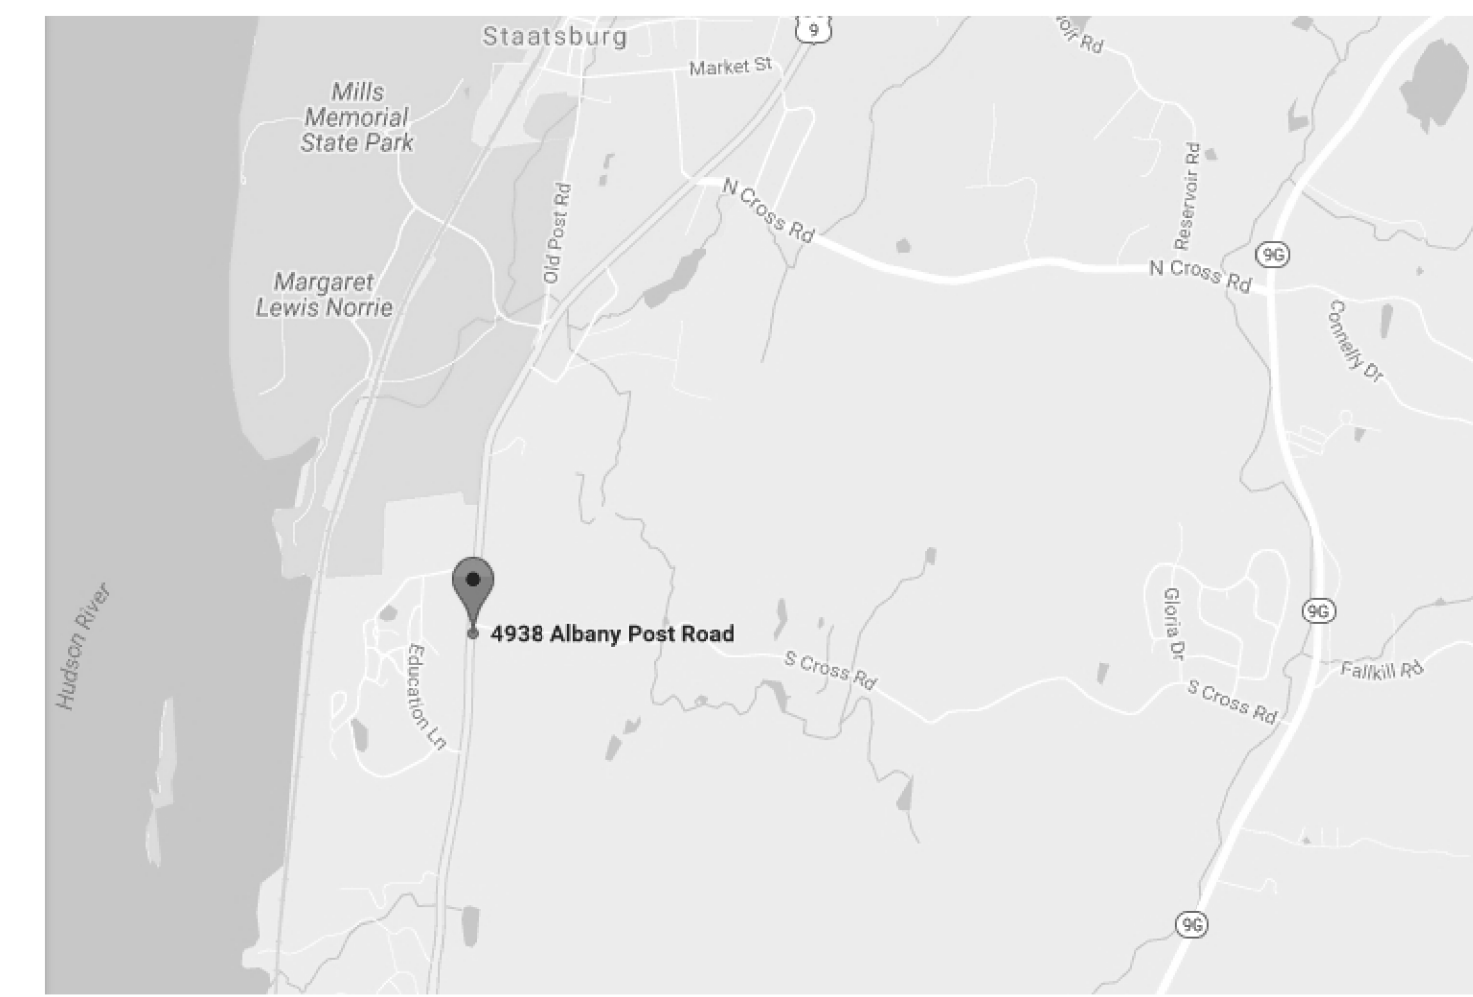 Staatsburg
9
voir Rd
Market St
Mills
Memorial
State Park
Reservoir Rd
N Cross Rd
Old Post Rd
9G
N Cross Rd
Margaret
Lewis Norrie
Connelly Dr
Hudson River
4938 Albany Post Road
Education Ln
S Cross Rd
Gloria Dr
9G
Fallkill Rd
S Cross Rd
9G